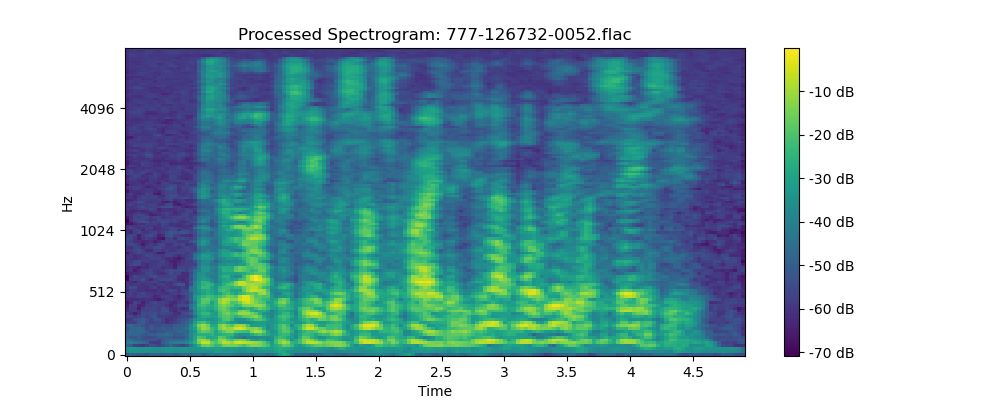 Processed Spectrogram: 777-126732-0052.flac
4096
2048
1024
512
0
Hz
0 0.5 1 1.5 2 2.5 3 3.5 4 4.5
Time
-10 dB
-20 dB
-30 dB
-40 dB
-50 dB
-60 dB
-70 dB